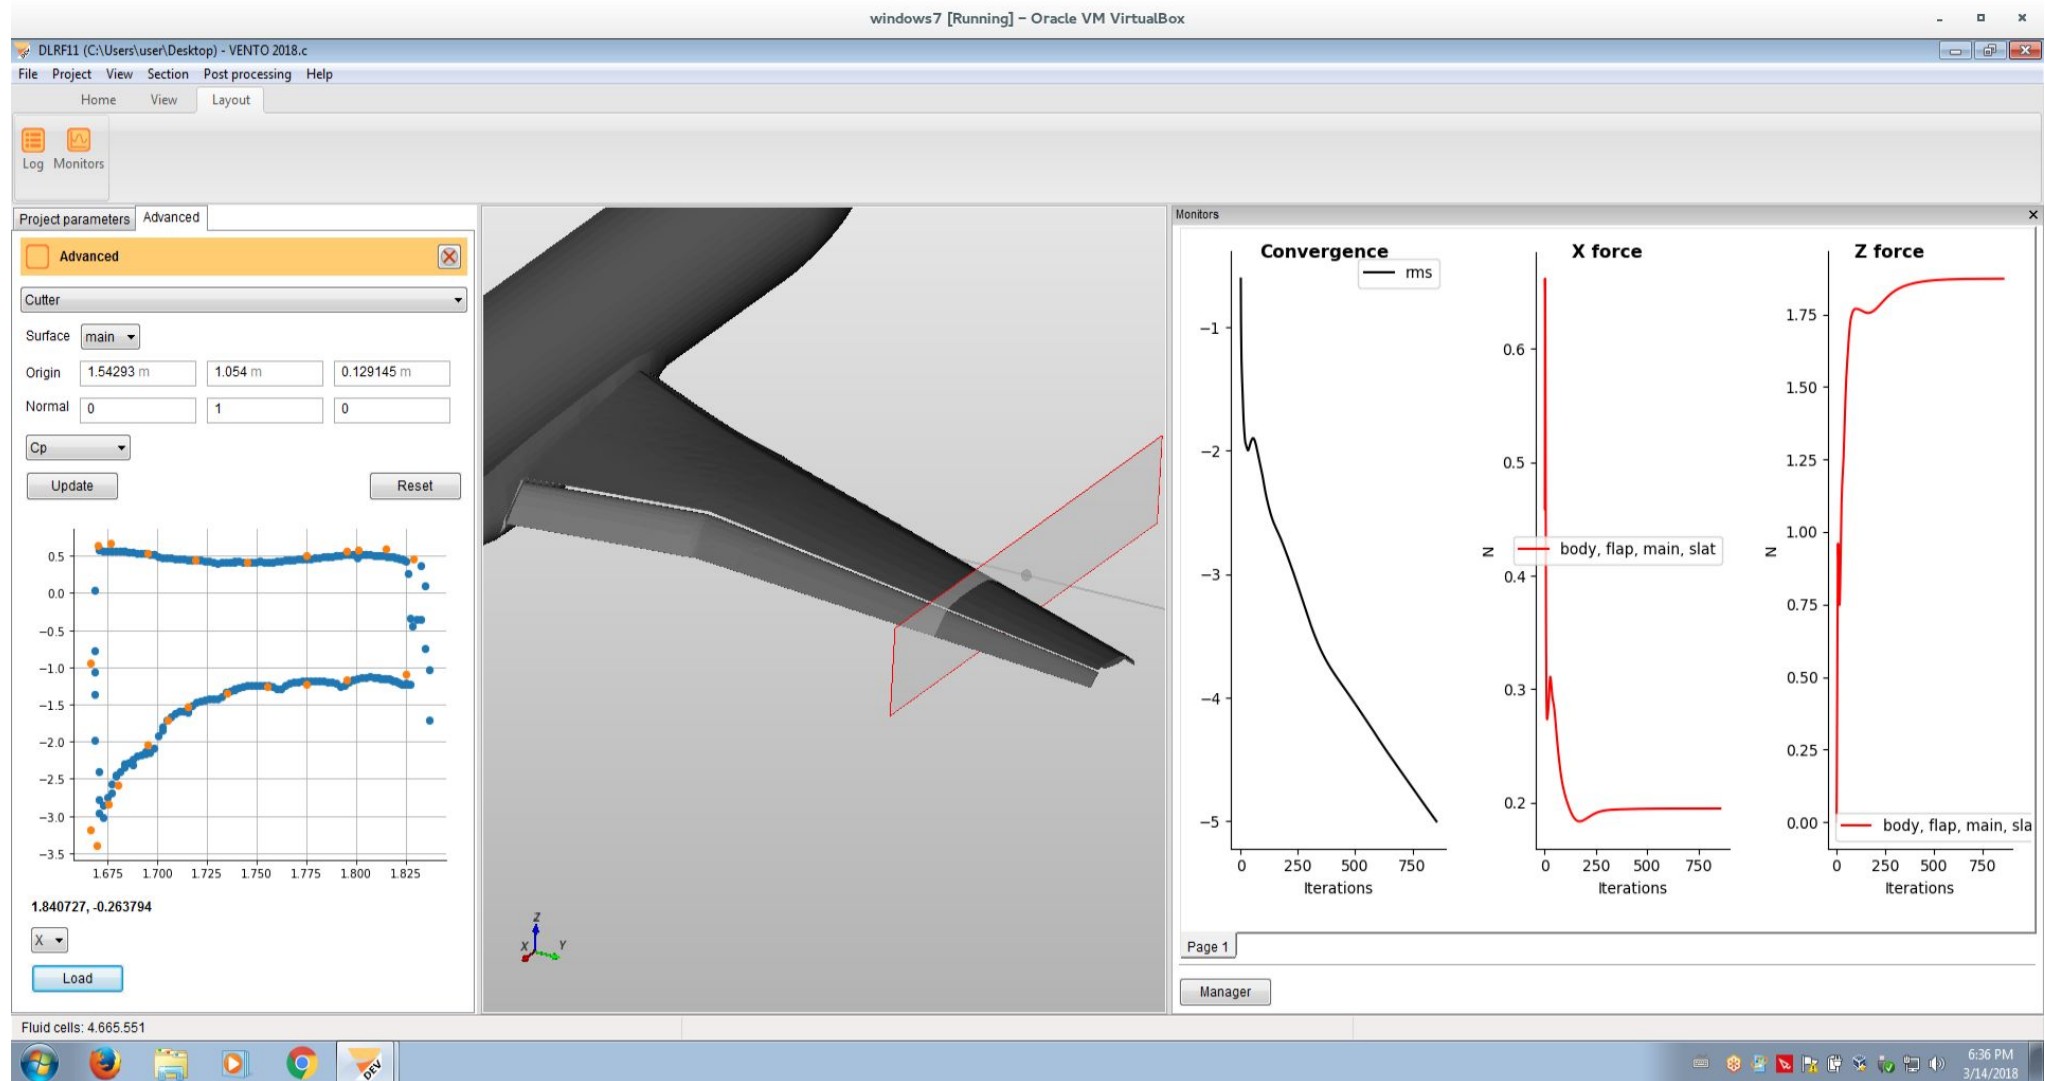 windows7 [Running] – Oracle VM VirtualBox
DLRF11 (C:\Users\user\Desktop) - VENTO 2018.c
File Project View Section Post processing Help
Home View Layout
Log Monitors
Project parameters Advanced
Advanced
Cutter
Surface main
Origin 1.54293 m 1.054 m 0.129145 m
Normal 0 1 0
Cp
Update Reset
0.5
0.0
−0.5
−1.0
−1.5
−2.0
−2.5
−3.0
−3.5
1.675 1.700 1.725 1.750 1.775 1.800 1.825
1.840727, -0.263794
X
Load
Z
X Y
Monitors
Convergence
rms
−1
−2
−3
−4
−5
0 250 500 750
Iterations
X force
0.6
0.5
0.4
0.3
0.2
N
body, flap, main, slat
0 250 500 750
Iterations
Z force
1.75
1.50
1.25
1.00
0.75
0.50
0.25
0.00
N
body, flap, main, sla
0 250 500 750
Iterations
Page 1
Manager
Fluid cells: 4.665.551
DEV
6:36 PM
3/14/2018